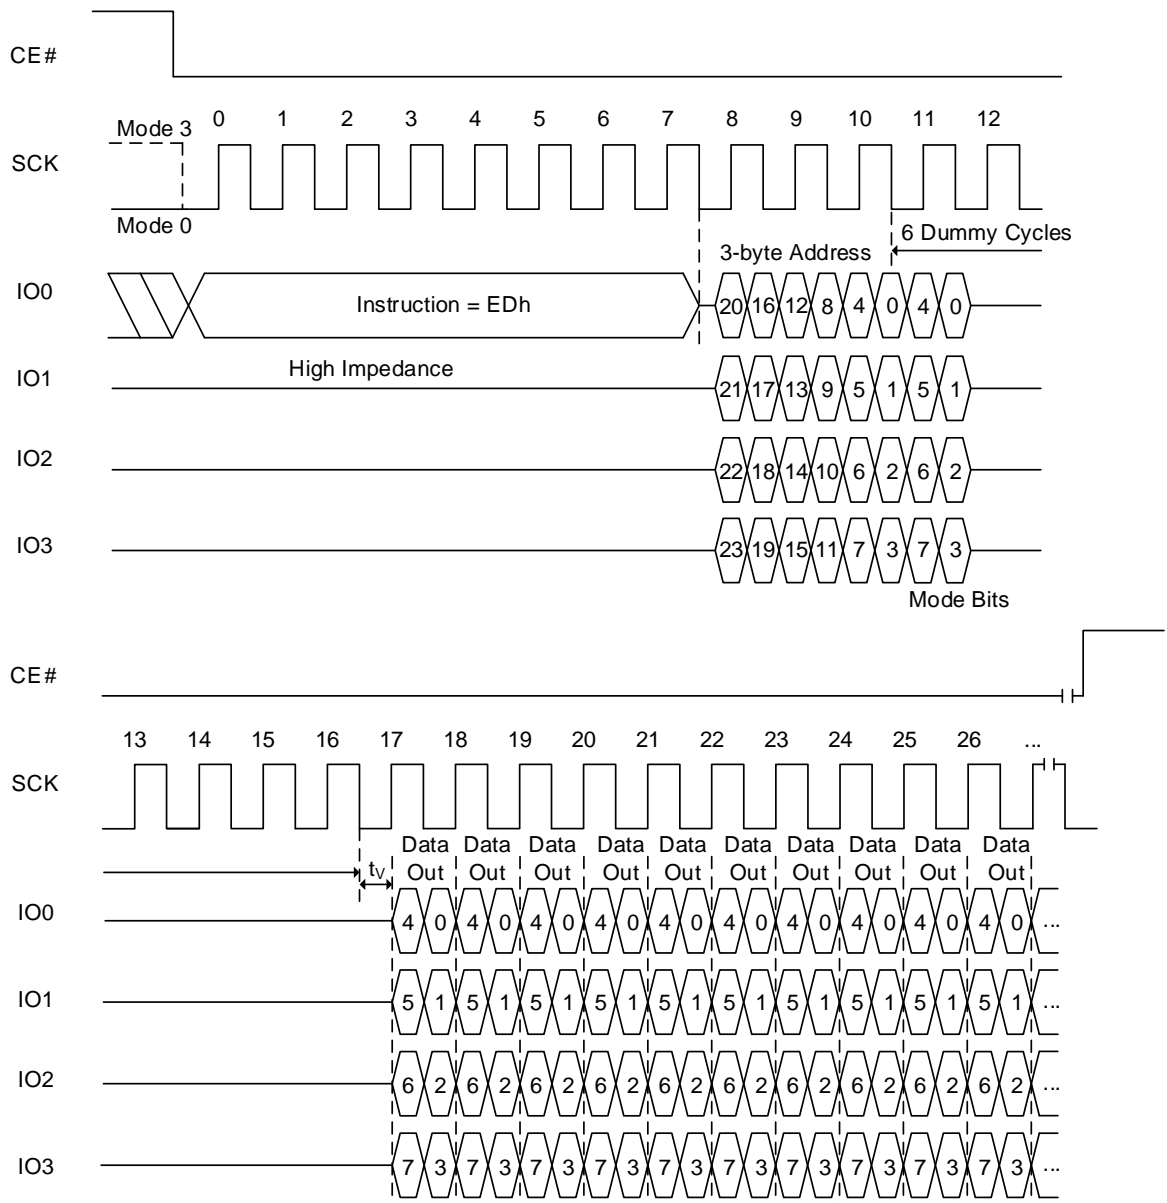 CE#
Mode 3 0 1 2 3 4 5 6 7 8 9 10 11 12
SCK
Mode 0
6 Dummy Cycles
3-byte Address
IO0 Instruction = EDh 20 16 12 8 4 0 4 0
High Impedance
IO1 21 17 13 9 5 1 5 1
IO2 22 18 14 10 6 2 6 2
IO3 23 19 15 11 7 3 7 3
Mode Bits
CE#
13 14 15 16 17 18 19 20 21 22 23 24 25 26 ...
SCK
Data Data Data Data Data Data Data Data Data Data
tV Out Out Out Out Out Out Out Out Out Out
IO0 4 0 4 0 4 0 4 0 4 0 4 0 4 0 4 0 4 0 4 0 ...
IO1 5 1 5 1 5 1 5 1 5 1 5 1 5 1 5 1 5 1 5 1 ...
IO2 6 2 6 2 6 2 6 2 6 2 6 2 6 2 6 2 6 2 6 2 ...
IO3 7 3 7 3 7 3 7 3 7 3 7 3 7 3 7 3 7 3 7 3 ...